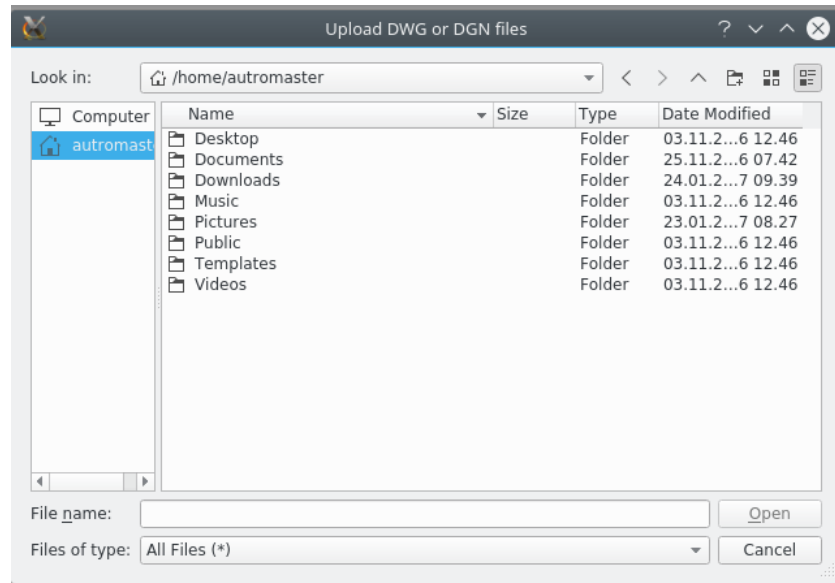 Upload DWG or DGN files
Look in: /home/autromaster
Computer
autromast
Name Size Type Date Modified
Desktop Folder 03.11.2...6 12.46
Documents Folder 25.11.2...6 07.42
Downloads Folder 24.01.2...7 09.39
Music Folder 03.11.2...6 12.46
Pictures Folder 23.01.2...7 08.27
Public Folder 03.11.2...6 12.46
Templates Folder 03.11.2...6 12.46
Videos Folder 03.11.2...6 12.46
File name: Open
Files of type: All Files (*) Cancel